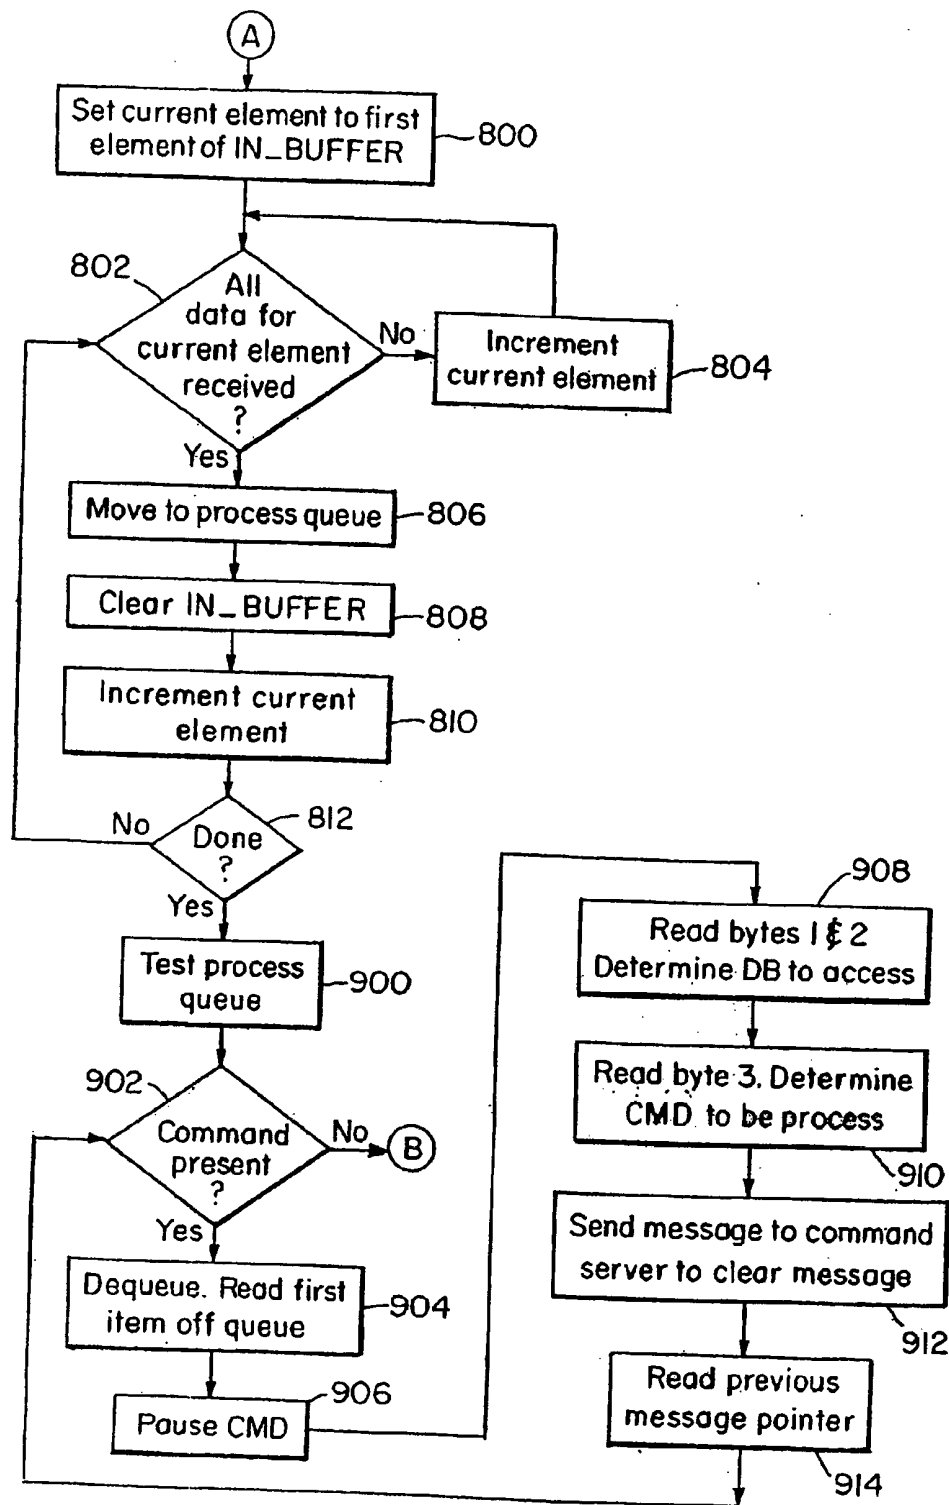 A
Set current element to first
element of IN_BUFFER
800
802
All
data for
current element
received
?
No
Increment
current element
804
Yes
Move to process queue
806
Clear IN_BUFFER
808
Increment current
element
810
812
No
Done
?
Yes
Test process
queue
900
902
Command
present
?
No
B
Yes
Dequeue. Read first
item off queue
904
906
Pause CMD
908
Read bytes 1 & 2
Determine DB to access
Read byte 3. Determine
CMD to be process
910
Send message to command
server to clear message
912
Read previous
message pointer
914